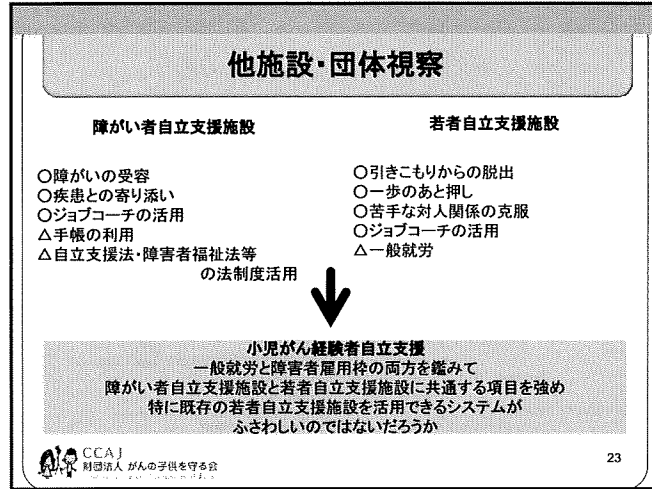 他施設・団体視察
障がい者自立支援施設
○障がいの受容
○疾患との寄り添い
○ジョブコーチの活用
△手帳の利用
△自立支援法・障害者福祉法等
の法制度活用
若者自立支援施設
○引きこもりからの脱出
○一歩のあと押し
○苦手な対人関係の克服
○ジョブコーチの活用
△一般就労
小児がん経験者自立支援
一般就労と障害者雇用枠の両方を鑑みて
障がい者自立支援施設と若者自立支援施設に共通する項目を強め
特に既存の若者自立支援施設を活用できるシステムが
ふさわしいのではないだろうか
CCAJ
財団法人 がんの子供を守る会
23